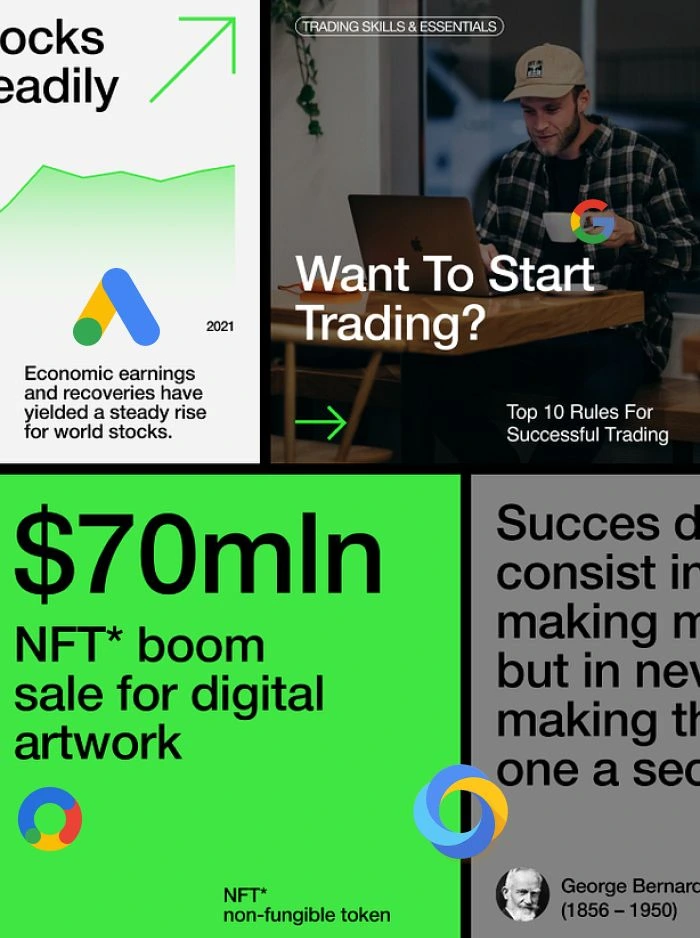 ocks
eadily
2021
Economic earnings
and recoveries have
yielded a steady rise
for world stocks.
TRADING SKILLS & ESSENTIALS
Want To Start
Trading?
Top 10 Rules For
Successful Trading
$70mln
NFT* boom
sale for digital
artwork
NFT*
non-fungible token
Succes d
consist in
making m
but in nev
making th
one a sec
George Bernard
(1856 – 1950)